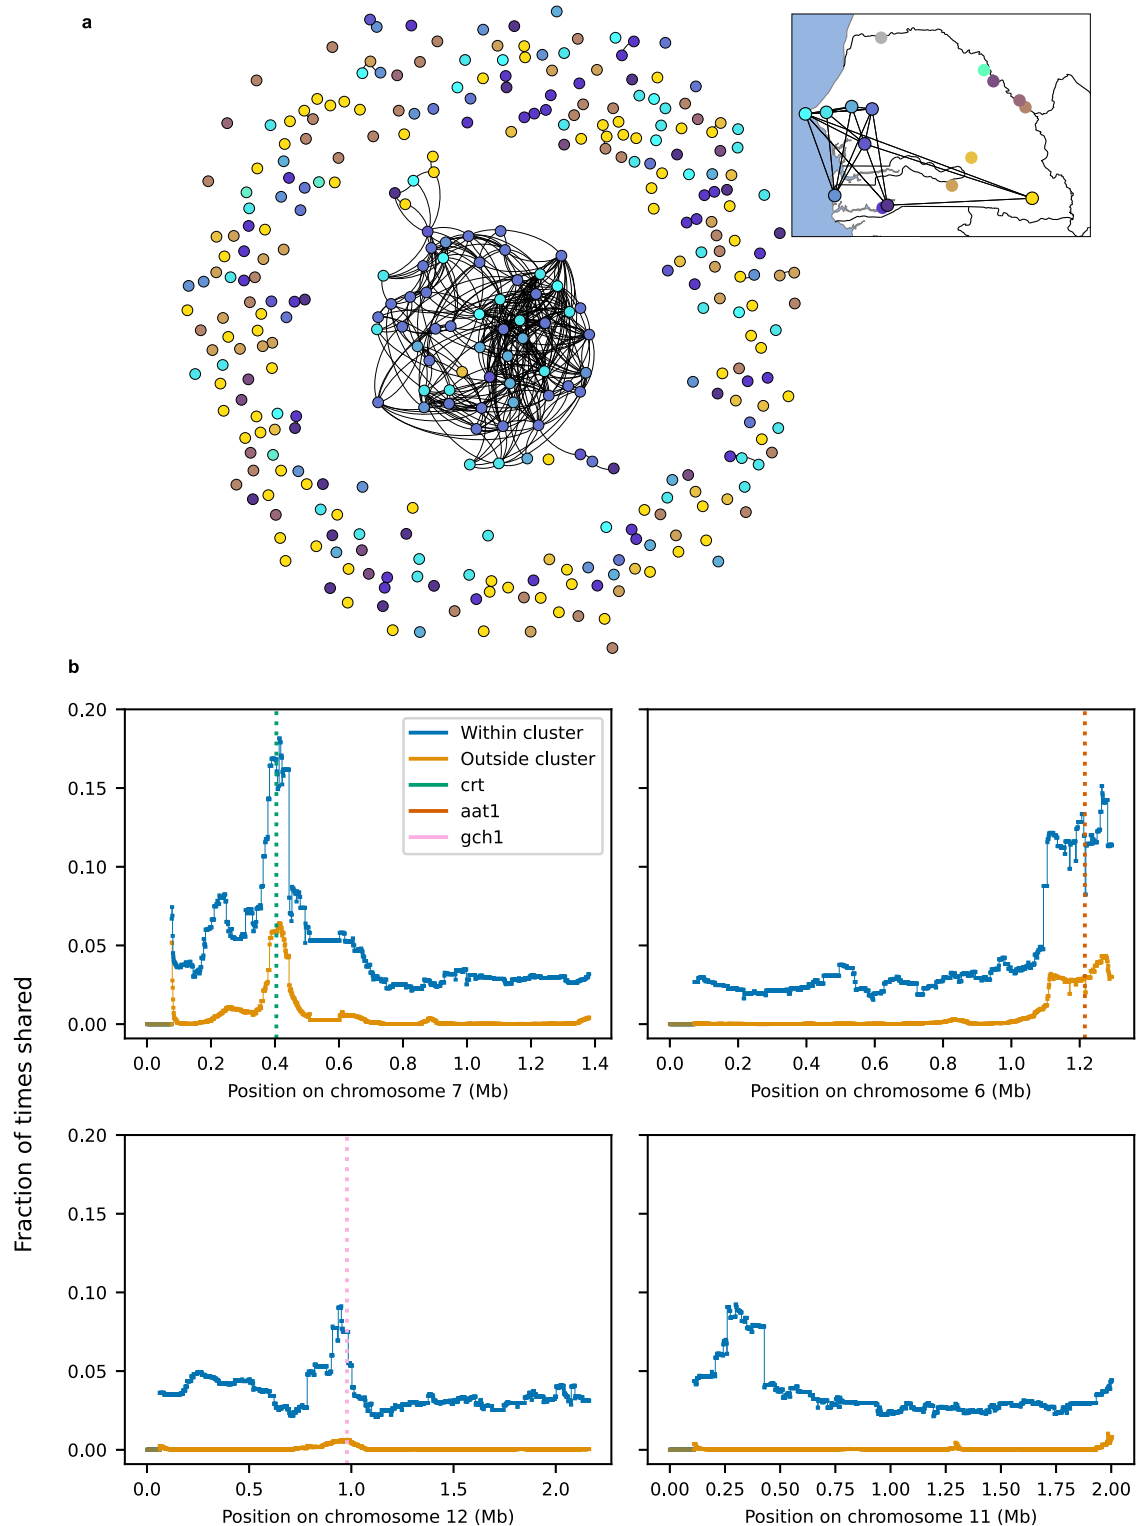 a
b
Fraction of times shared
0.20
0.15
0.10
0.05
0.00
Within cluster
Outside cluster
crt
aat1
gch1
0.0 0.2 0.4 0.6 0.8 1.0 1.2 1.4
Position on chromosome 7 (Mb)
0.0 0.2 0.4 0.6 0.8 1.0 1.2
Position on chromosome 6 (Mb)
0.20
0.15
0.10
0.05
0.00
0.0 0.5 1.0 1.5 2.0
Position on chromosome 12 (Mb)
0.00 0.25 0.50 0.75 1.00 1.25 1.50 1.75 2.00
Position on chromosome 11 (Mb)